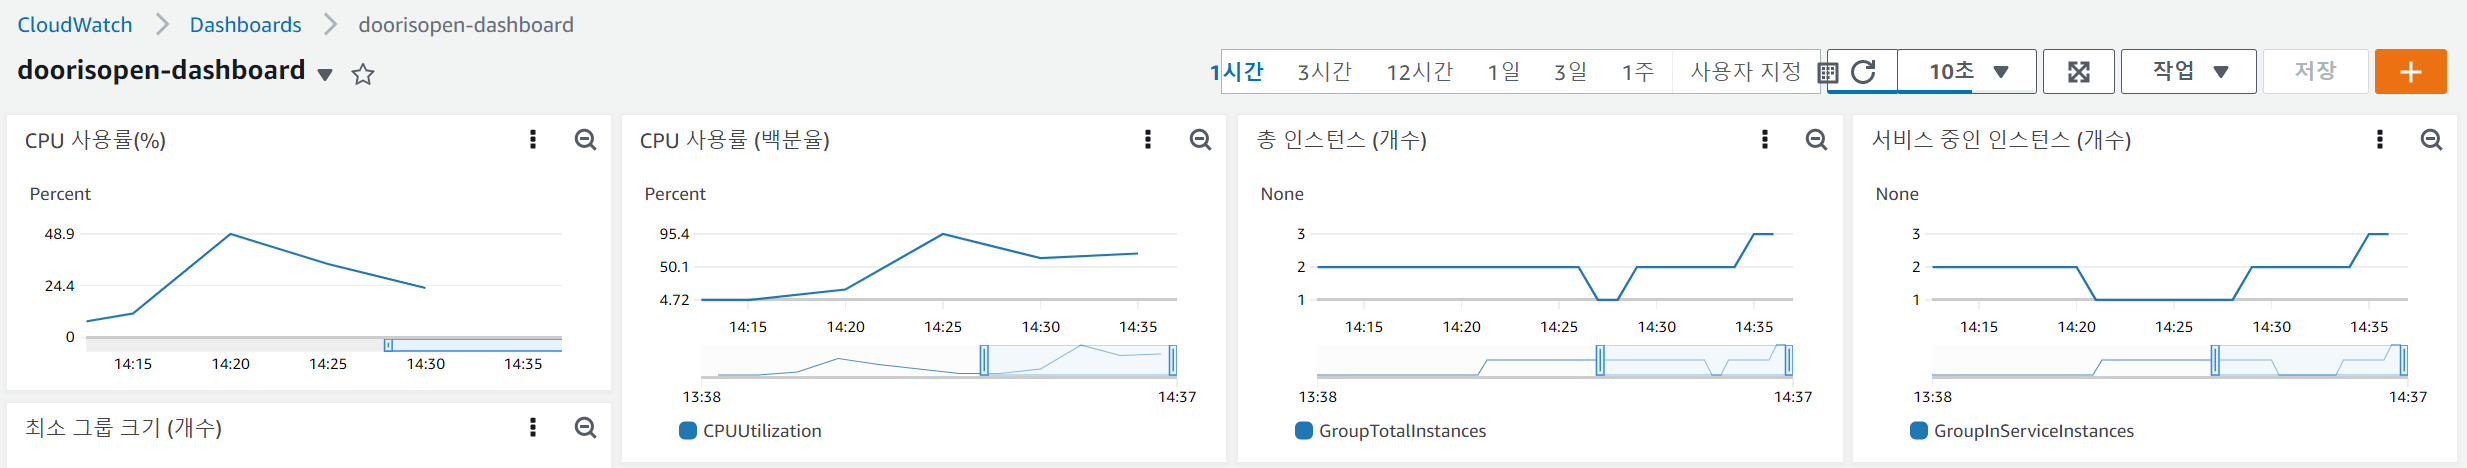 CloudWatch > Dashboards > doorisopen-dashboard
doorisopen-dashboard
1시간 3시간 12시간 1일 3일 1주 사용자 지정 10초 작업 저장
CPU 사용률(%)
Percent
48.9
24.4
0
14:15 14:20 14:25 14:30 14:35
CPU 사용률 (백분율)
Percent
95.4
50.1
4.72
14:15 14:20 14:25 14:30 14:35
13:38 14:37
CPUUtilization
총 인스턴스 (개수)
None
3
2
1
14:15 14:20 14:25 14:30 14:35
13:38 14:37
GroupTotalInstances
서비스 중인 인스턴스 (개수)
None
3
2
1
14:15 14:20 14:25 14:30 14:35
13:38 14:37
GroupInServiceInstances
최소 그룹 크기 (개수)